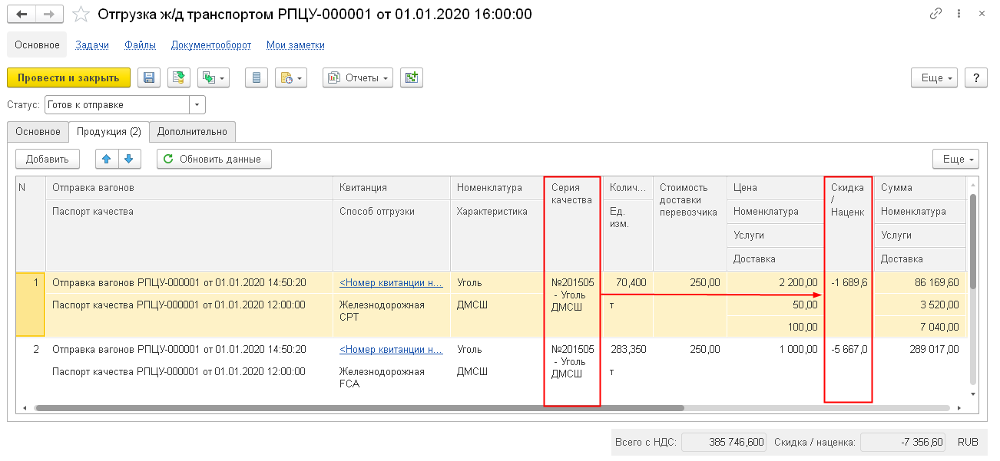 Отгрузка ж/д транспортом РПЦУ-000001 от 01.01.2020 16:00:00
Основное Задачи Файлы Документооборот Мои заметки
Провести и закрыть Отчеты Еще ?
Статус: Готов к отправке
Основное Продукция (2) Дополнительно
Добавить Обновить данные Еще
N Отправка вагонов Квитанция Номенклатура Серия качества Колич... Стоимость доставки перевозчика Цена Скидка / Наценк Сумма
Паспорт качества Способ отгрузки Характеристика Ед. изм. Номенклатура Номенклатура
Услуги Услуги
Доставка Доставка
1 Отправка вагонов РПЦУ-000001 от 01.01.2020 14:50:20 <Номер квитанции н... Уголь №201505 70,400 250,00 2 200,00 -1 689,6 86 169,60
- Уголь
Паспорт качества РПЦУ-000001 от 01.01.2020 12:00:00 Железнодорожная ДМСШ ДМСШ т 50,00 3 520,00
СРТ
100,00 7 040,00
2 Отправка вагонов РПЦУ-000001 от 01.01.2020 14:50:20 <Номер квитанции н... Уголь №201505 283,350 250,00 1 000,00 -5 667,0 289 017,00
- Уголь
Паспорт качества РПЦУ-000001 от 01.01.2020 12:00:00 Железнодорожная ДМСШ ДМСШ т
FCA
Всего с НДС: 385 746,600 Скидка / наценка: -7 356,60 RUB